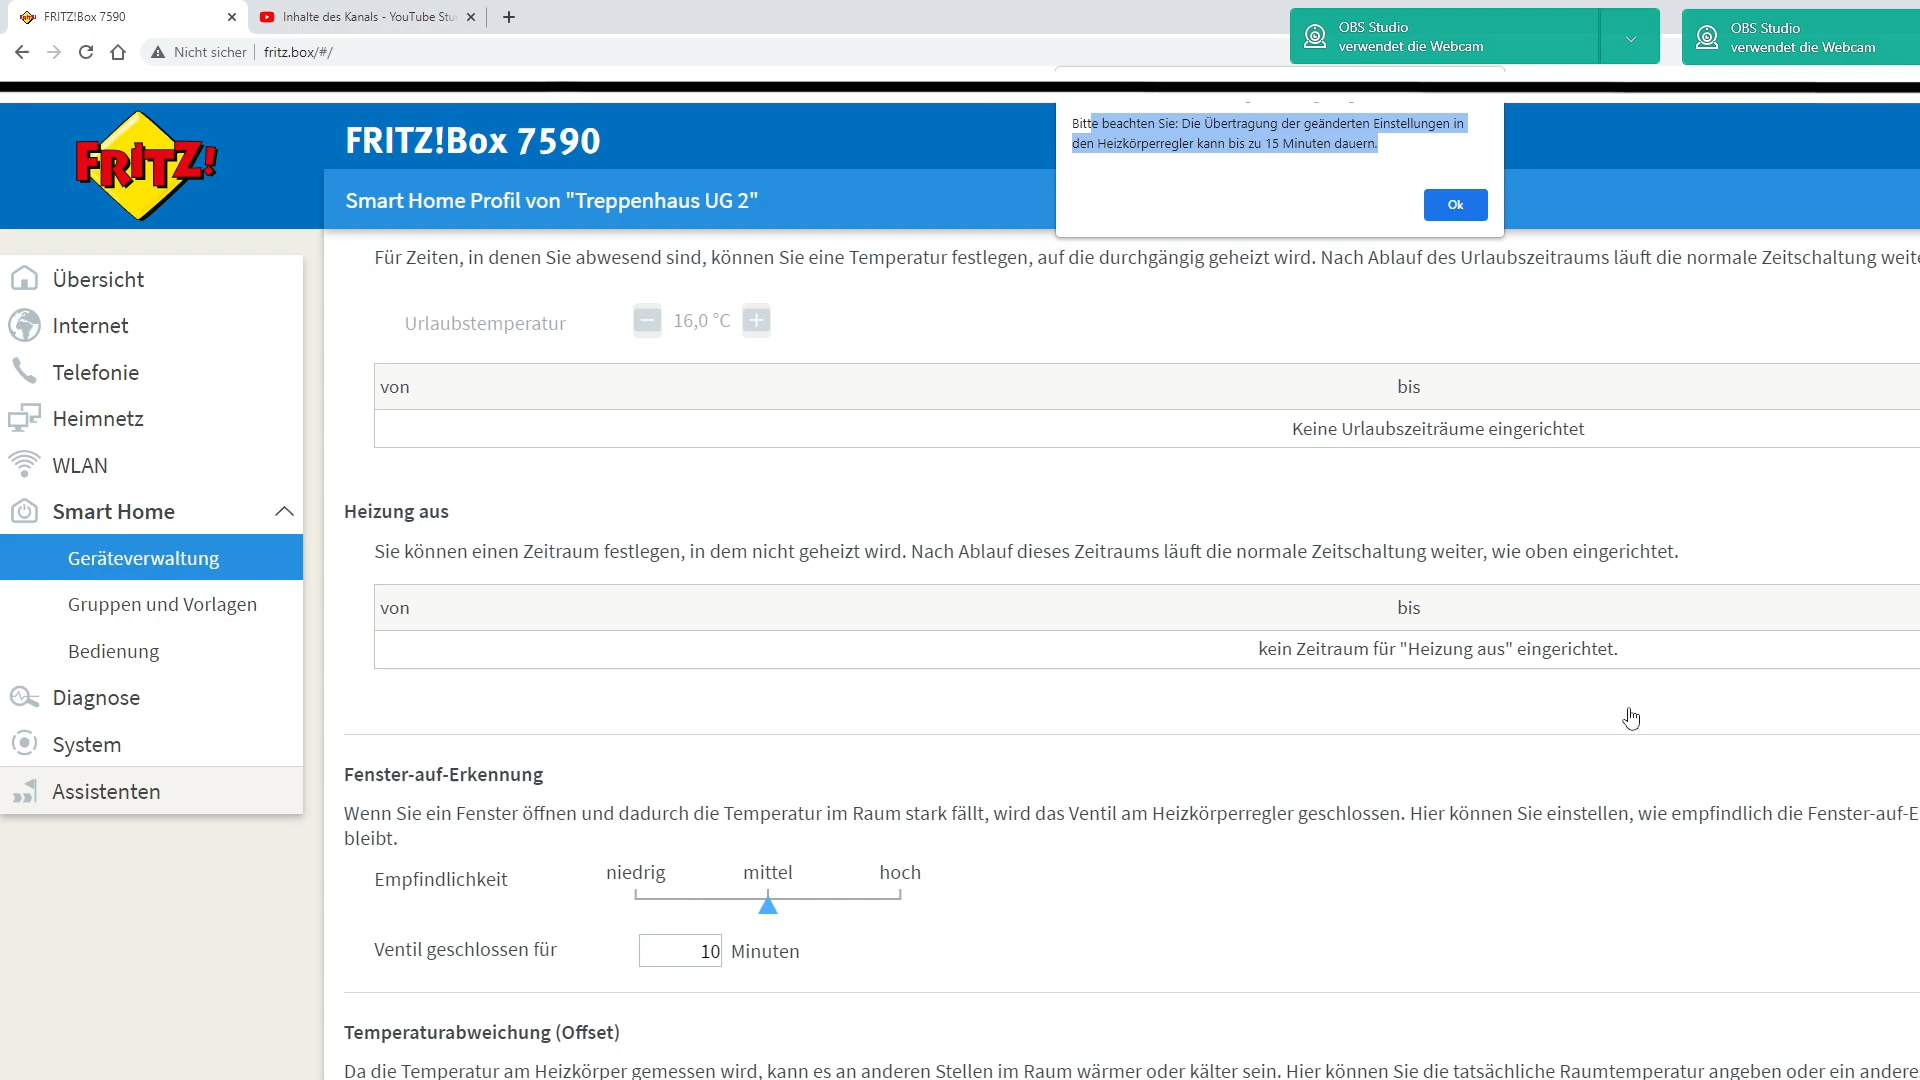 FRITZ!Box 7590
Inhalte des Kanals - YouTube Stu
Nicht sicher
fritz.box/#/
OBS Studio
verwendet die Webcam
OBS Studio
verwendet die Webcam
FRITZ!
FRITZ!Box 7590
Smart Home Profil von "Treppenhaus UG 2"
Bitte beachten Sie: Die Übertragung der geänderten Einstellungen in
den Heizkörperregler kann bis zu 15 Minuten dauern.
Ok
Übersicht
Internet
Telefonie
Heimnetz
WLAN
Smart Home
Geräteverwaltung
Gruppen und Vorlagen
Bedienung
Diagnose
System
Assistenten
Für Zeiten, in denen Sie abwesend sind, können Sie eine Temperatur festlegen, auf die durchgängig geheizt wird. Nach Ablauf des Urlaubszeitraums läuft die normale Zeitschaltung weite
Urlaubstemperatur
16,0 °C
von
bis
Keine Urlaubszeiträume eingerichtet
Heizung aus
Sie können einen Zeitraum festlegen, in dem nicht geheizt wird. Nach Ablauf dieses Zeitraums läuft die normale Zeitschaltung weiter, wie oben eingerichtet.
von
bis
kein Zeitraum für "Heizung aus" eingerichtet.
Fenster-auf-Erkennung
Wenn Sie ein Fenster öffnen und dadurch die Temperatur im Raum stark fällt, wird das Ventil am Heizkörperregler geschlossen. Hier können Sie einstellen, wie empfindlich die Fenster-auf-E
bleibt.
Empfindlichkeit
niedrig
mittel
hoch
Ventil geschlossen für
10
Minuten
Temperaturabweichung (Offset)
Da die Temperatur am Heizkörper gemessen wird, kann es an anderen Stellen im Raum wärmer oder kälter sein. Hier können Sie die tatsächliche Raumtemperatur angeben oder ein andere